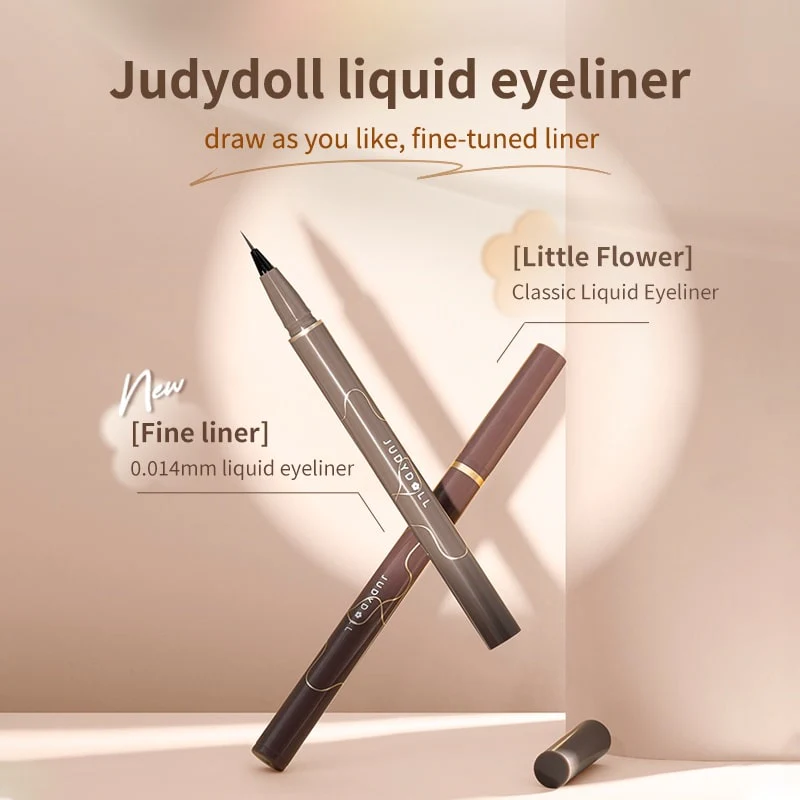 Judydoll liquid eyeliner
draw as you like, fine-tuned liner
[Little Flower]
Classic Liquid Eyeliner
New
[Fine liner]
0.014mm liquid eyeliner
JUDYDOLL
JUDYDOLL